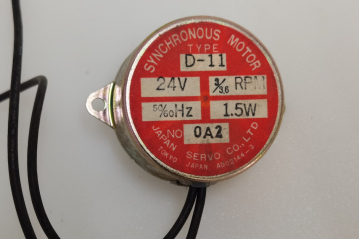 SYNCHRONOUS MOTOR
TYPE
D-11
24V 3/3.6 RPM
50/60Hz 1.5W
NO 0A2
JAPAN SERVO CO., LTD
TOKYO JAPAN